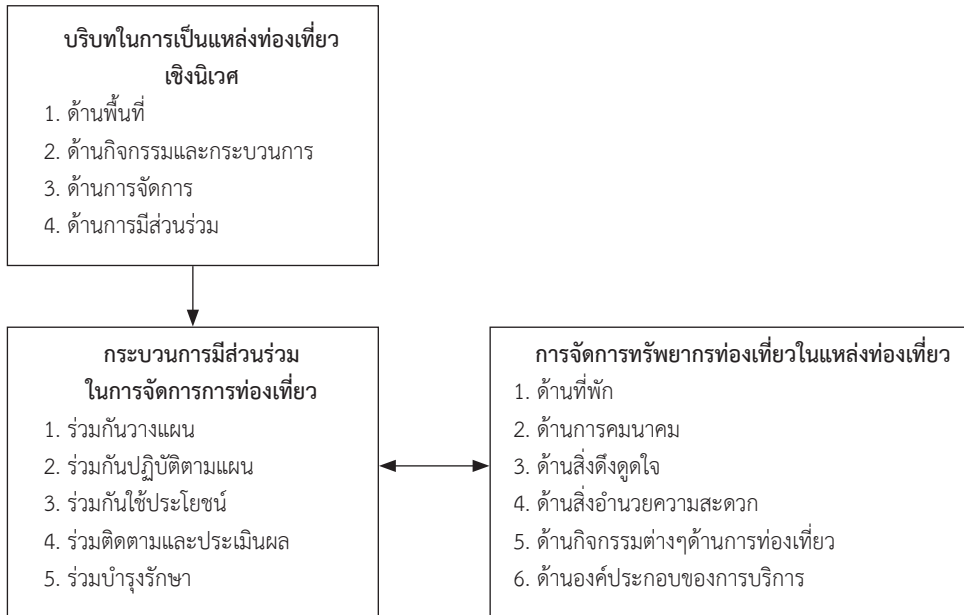 บริบทในการเป็นแหล่งท่องเที่ยว
เชิงนิเวศ
1. ด้านพื้นที่
2. ด้านกิจกรรมและกระบวนการ
3. ด้านการจัดการ
4. ด้านการมีส่วนร่วม
กระบวนการมีส่วนร่วม
ในการจัดการการท่องเที่ยว
1. ร่วมกันวางแผน
2. ร่วมกันปฏิบัติตามแผน
3. ร่วมกันใช้ประโยชน์
4. ร่วมติดตามและประเมินผล
5. ร่วมบำรุงรักษา
การจัดการทรัพยากรท่องเที่ยวในแหล่งท่องเที่ยว
1. ด้านที่พัก
2. ด้านการคมนาคม
3. ด้านสิ่งดึงดูดใจ
4. ด้านสิ่งอำนวยความสะดวก
5. ด้านกิจกรรมต่างๆด้านการท่องเที่ยว
6. ด้านองค์ประกอบของการบริการ